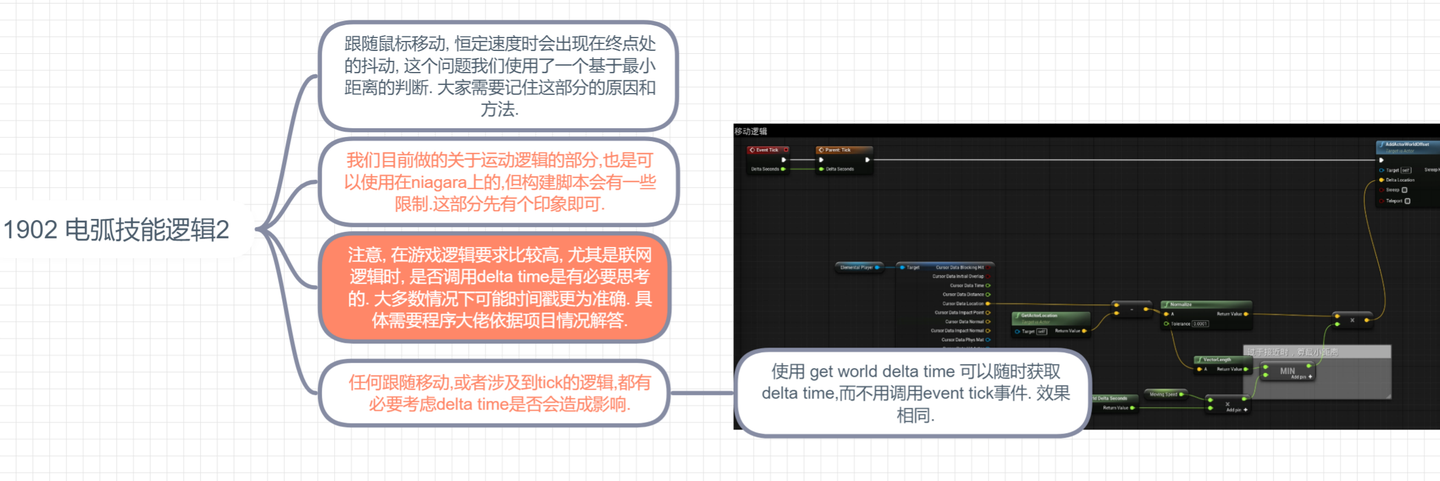 跟随鼠标移动, 恒定速度时会出现在终点处
的抖动, 这个问题我们使用了一个基于最小
距离的判断. 大家需要记住这部分的原因和
方法.
我们目前做的关于运动逻辑的部分,也是可
以使用在niagara上的,但构建脚本会有一些
限制.这部分先有个印象即可.
1902 电弧技能逻辑2
注意, 在游戏逻辑要求比较高, 尤其是联网
逻辑时, 是否调用delta time是有必要思考
的. 大多数情况下可能时间戳更为准确. 具
体需要程序大佬依据项目情况解答.
任何跟随移动,或者涉及到tick的逻辑,都有
必要考虑delta time是否会造成影响.
使用 get world delta time 可以随时获取
delta time,而不用调用event tick事件. 效果
相同.
移动逻辑
Event Tick
Delta Seconds
Parent: Tick
Delta Seconds
AddActorWorldOffset
Target is Actor
Target self
Delta Location
Sweep
Teleport
Elemental Player
Target
Cursor Data Blocking Hit
Cursor Data Initial Overlap
Cursor Data Time
Cursor Data Distance
Cursor Data Location
Cursor Data Impact Point
Cursor Data Normal
Cursor Data Impact Normal
Cursor Data Phys Mat
GetActorLocation
Target is Actor
Target self
Return Value
-
Normalize
A
Return Value
Tolerance 0.0001
×
VectorLength
A
Return Value
MIN
Add pin +
Moving Speed
Delta Seconds
Return Value
×
Add pin +